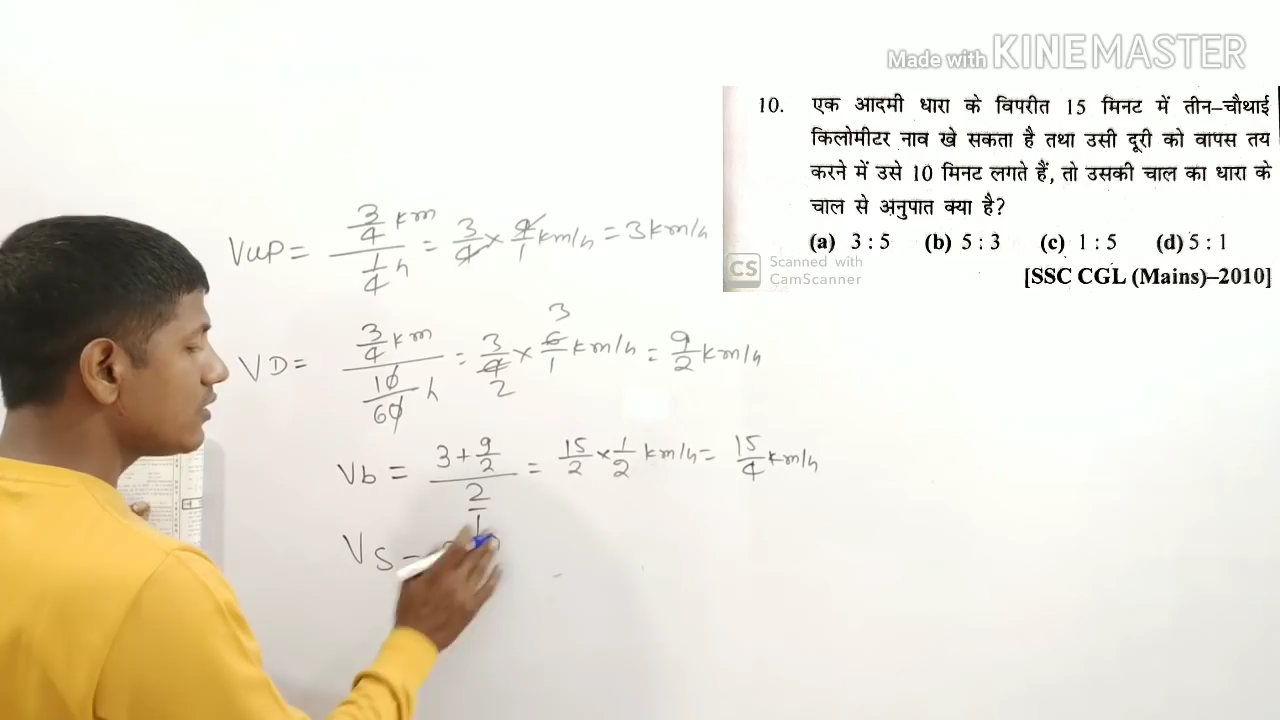 Made with KINEMASTER
10. एक आदमी धारा के विपरीत 15 मिनट में तीन–चौथाई
किलोमीटर नाव खे सकता है तथा उसी दूरी को वापस तय
करने में उसे 10 मिनट लगते हैं, तो उसकी चाल का धारा के
चाल से अनुपात क्या है?
(a) 3 : 5 (b) 5 : 3 (c) 1 : 5 (d) 5 : 1
CS Scanned with CamScanner
[SSC CGL (Mains)–2010]
Vup = 3/4 km / 1/4 h = 3/4 × 4/1 km/h = 3 km/h
VD = 3/4 km / 10/60 h = 3/4 2 × 6/1 3 km/h = 9/2 km/h
Vb = 3 + 9/2 / 2/1 = 15/2 × 1/2 km/h = 15/4 km/h
VS =